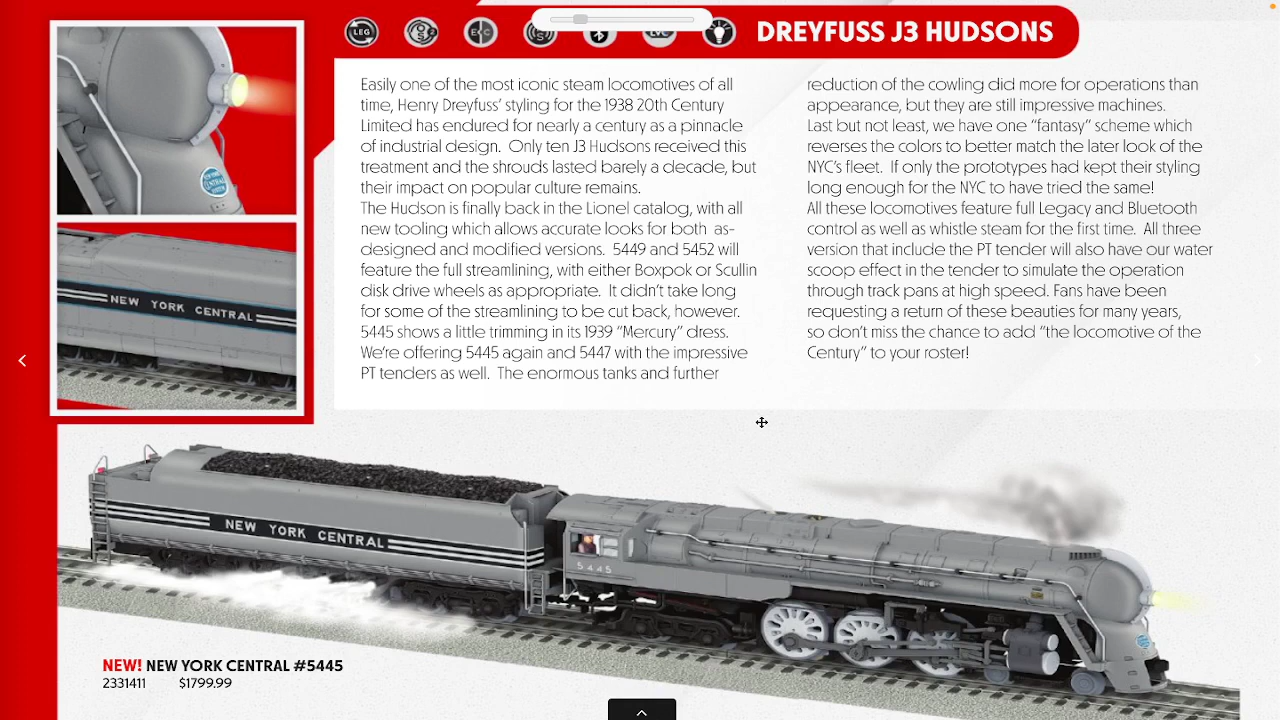 LEG
DREYFUSS J3 HUDSONS
Easily one of the most iconic steam locomotives of all
time, Henry Dreyfuss' styling for the 1938 20th Century
Limited has endured for nearly a century as a pinnacle
of industrial design.  Only ten J3 Hudsons received this
treatment and the shrouds lasted barely a decade, but
their impact on popular culture remains.
The Hudson is finally back in the Lionel catalog, with all
new tooling which allows accurate looks for both  as-
designed and modified versions.  5449 and 5452 will
feature the full streamlining, with either Boxpok or Scullin
disk drive wheels as appropriate.  It didn't take long
for some of the streamlining to be cut back, however.
5445 shows a little trimming in its 1939 "Mercury" dress.
We're offering 5445 again and 5447 with the impressive
PT tenders as well.  The enormous tanks and further
reduction of the cowling did more for operations than
appearance, but they are still impressive machines.
Last but not least, we have one "fantasy" scheme which
reverses the colors to better match the later look of the
NYC's fleet.  If only the prototypes had kept their styling
long enough for the NYC to have tried the same!
All these locomotives feature full Legacy and Bluetooth
control as well as whistle steam for the first time.  All three
version that include the PT tender will also have our water
scoop effect in the tender to simulate the operation
through track pans at high speed. Fans have been
requesting a return of these beauties for many years,
so don't miss the chance to add "the locomotive of the
Century" to your roster!
NEW YORK CENTRAL SYSTEM
NEW YORK CENTRAL
NEW YORK CENTRAL
5445
NEW! NEW YORK CENTRAL #5445
2331411 $1799.99